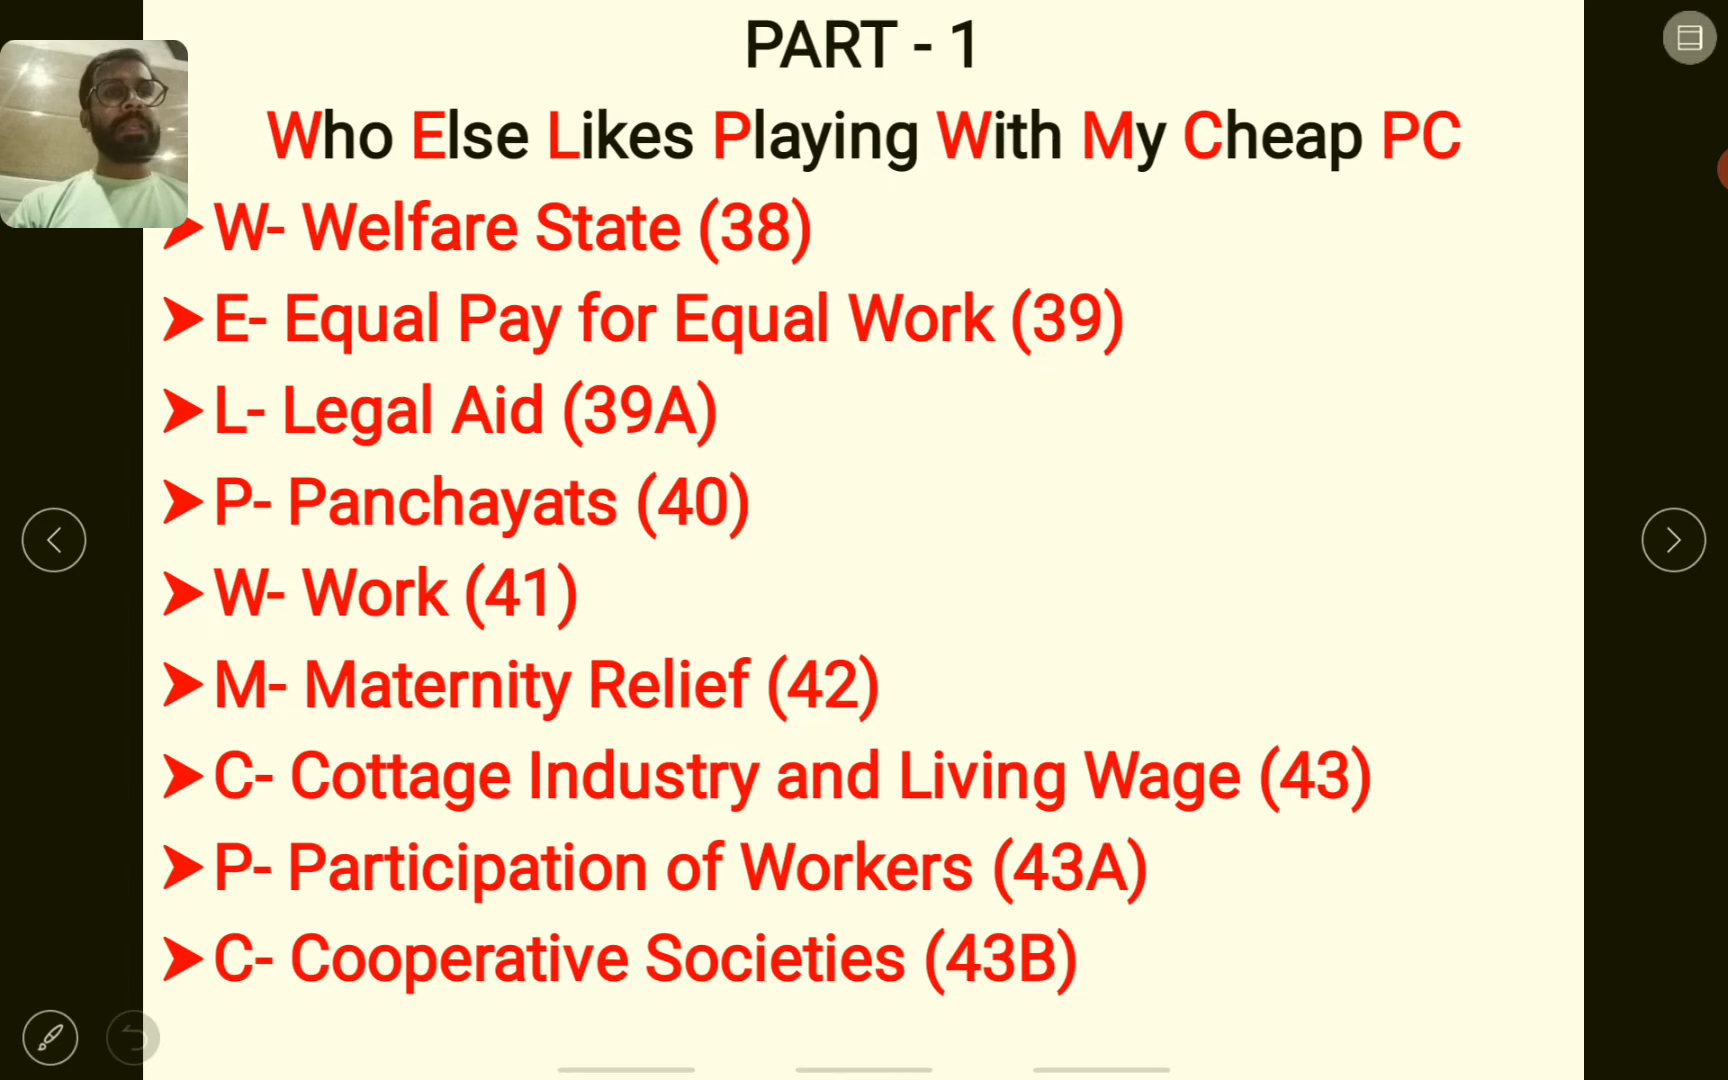 PART - 1
Who Else Likes Playing With My Cheap PC
➤W- Welfare State (38)
➤E- Equal Pay for Equal Work (39)
➤L- Legal Aid (39A)
➤P- Panchayats (40)
➤W- Work (41)
➤M- Maternity Relief (42)
➤C- Cottage Industry and Living Wage (43)
➤P- Participation of Workers (43A)
➤C- Cooperative Societies (43B)